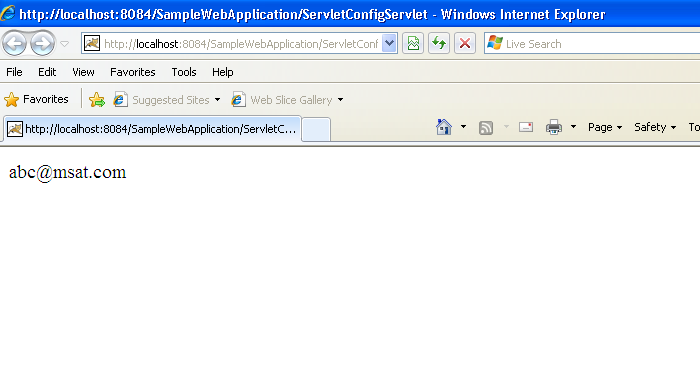 http://localhost:8084/SampleWebApplication/ServletConfigServlet - Windows Internet Explorer
http://localhost:8084/SampleWebApplication/ServletConf Live Search
File Edit View Favorites Tools Help
Favorites Suggested Sites Web Slice Gallery
http://localhost:8084/SampleWebApplication/ServletC... Page Safety To
abc@msat.com